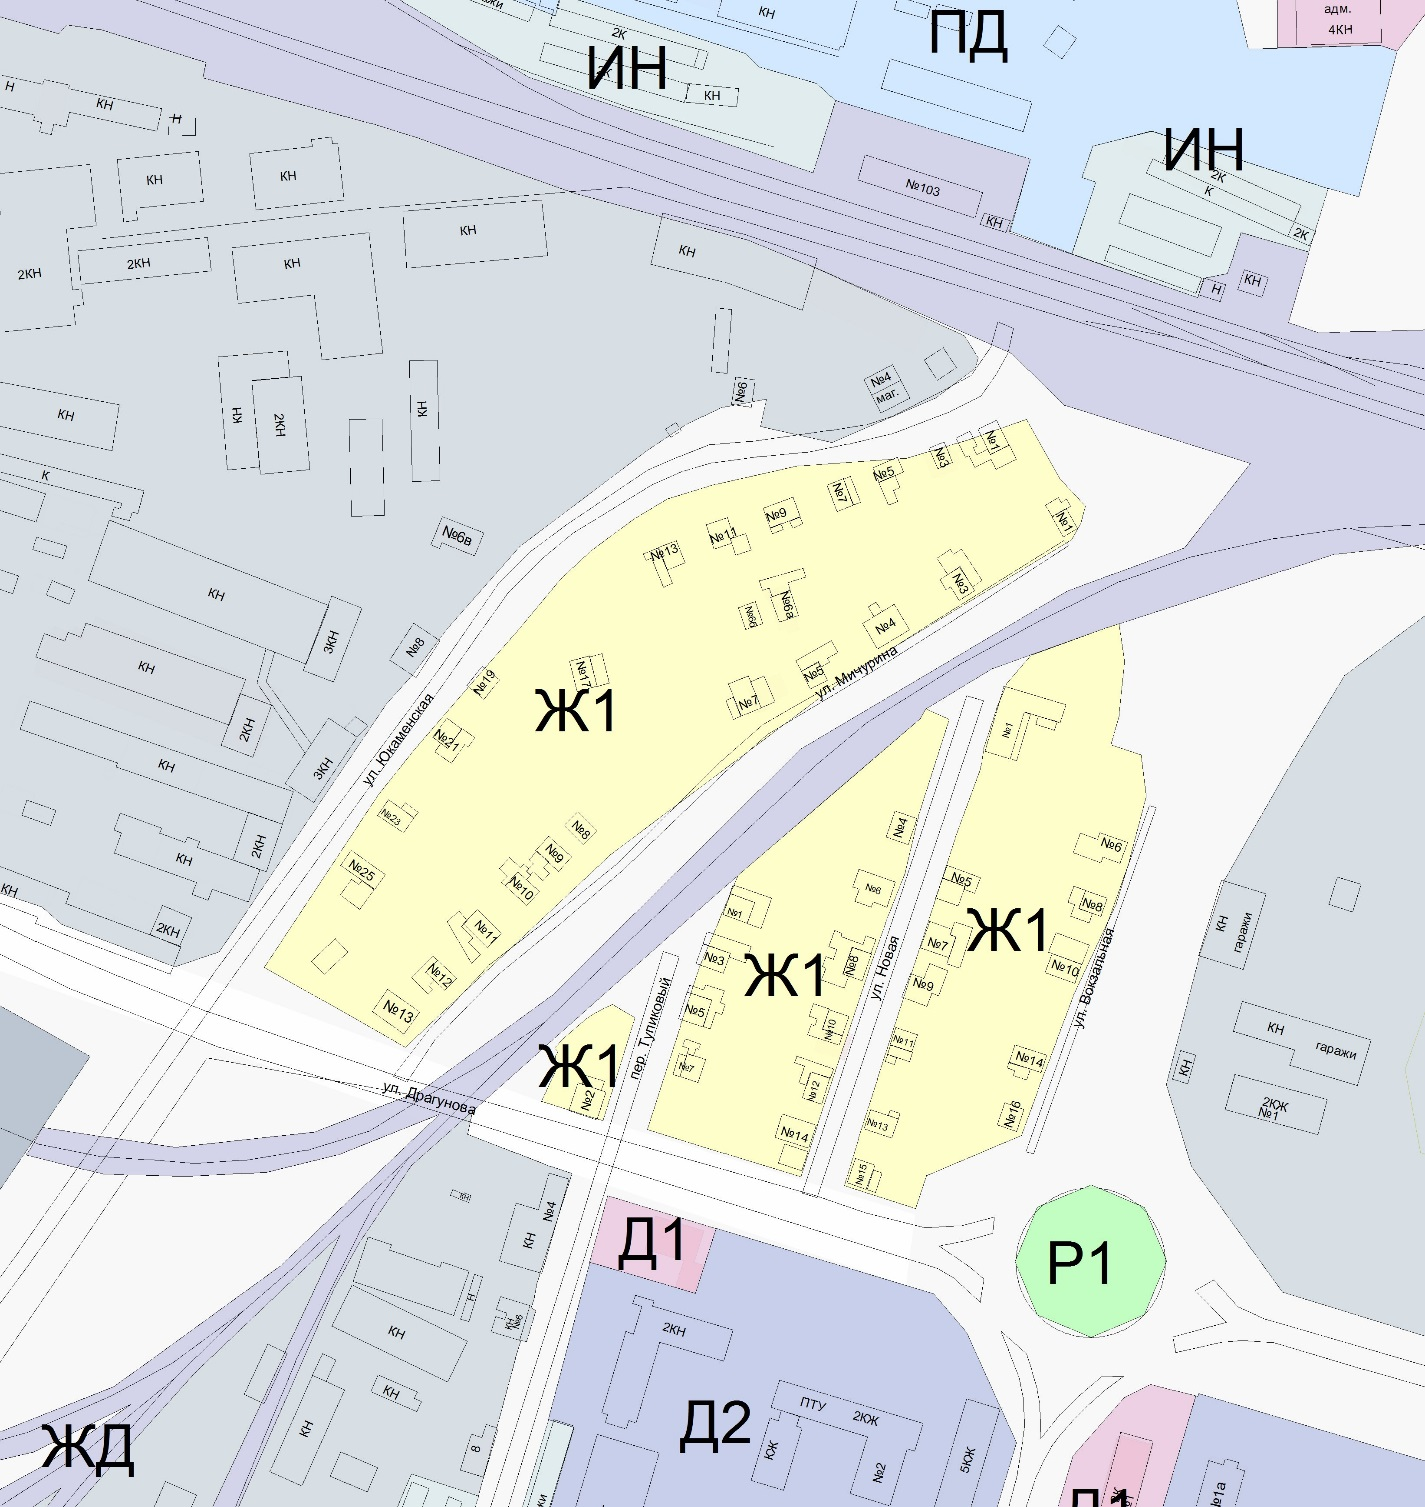 адм.
4КН
ПД
КН
2К
ИН
КН
Н
КН
Н
ИН
2К
К
2К
№103
КН
КН
Н
КН
КН
КН
КН
2КН
2КН
КН
КН
№6
№4
маг.
КН
КН
2КН
КН
К
№6в
№1
№3
№5
№7
№9
№11
№13
№1
№3
№6а
№6б
№4
№5
ул. Мичурина
№7
КН
3КН
№8
КН
2КН
3КН
КН
КН
2КН
КН
2КН
№17
Ж1
№19
№21
ул. Юкаменская
№23
№25
№8
№9
№10
№11
№12
№13
№1
№4
№6
№5
№6
№8
Ж1
№7
№10
№9
№11
№14
№13
№16
№15
ул. Вокзальная
ул. Новая
№1
№3
Ж1
№8
№5
№10
№7
№12
№14
пер. Тупиковый
Ж1
№2
ул. Драгунова
КН
гаражи
КН
гаражи
КН
2КЖ
№1
КН
№4
КН
Н
КН
№6
КН
КН
КН
8
Д1
Р1
2КН
Д2
ПТУ
2КЖ
КЖ
№2
5КЖ
ЖД
Д1
№1а